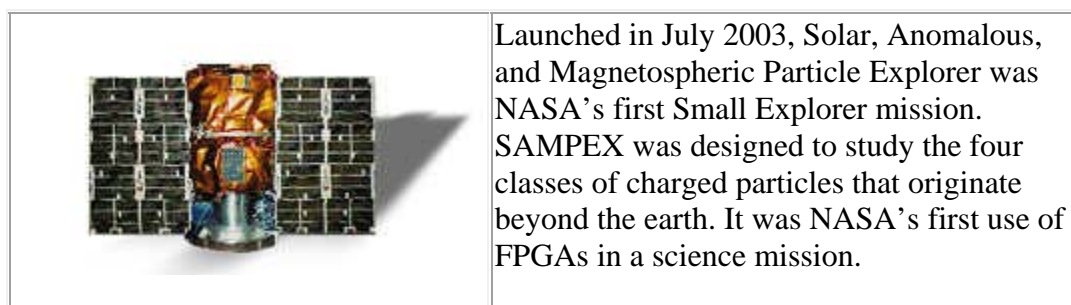 Launched in July 2003, Solar, Anomalous,
and Magnetospheric Particle Explorer was
NASA’s first Small Explorer mission.
SAMPEX was designed to study the four
classes of charged particles that originate
beyond the earth. It was NASA’s first use of
FPGAs in a science mission.